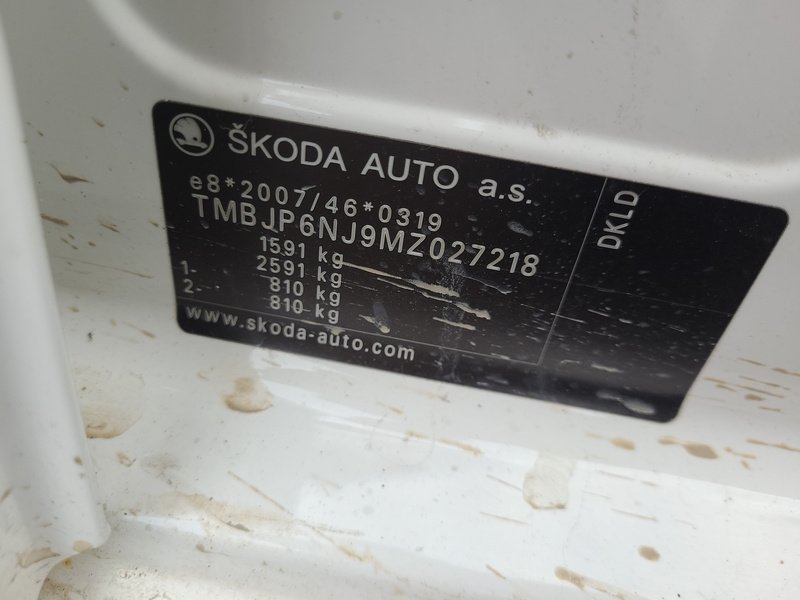 ŠKODA AUTO a.s.
e8*2007/46*0319
TMBJP6NJ9MZ027218
1591 kg
2591 kg
1- 810 kg
2- 810 kg
www.skoda-auto.com
DKLD